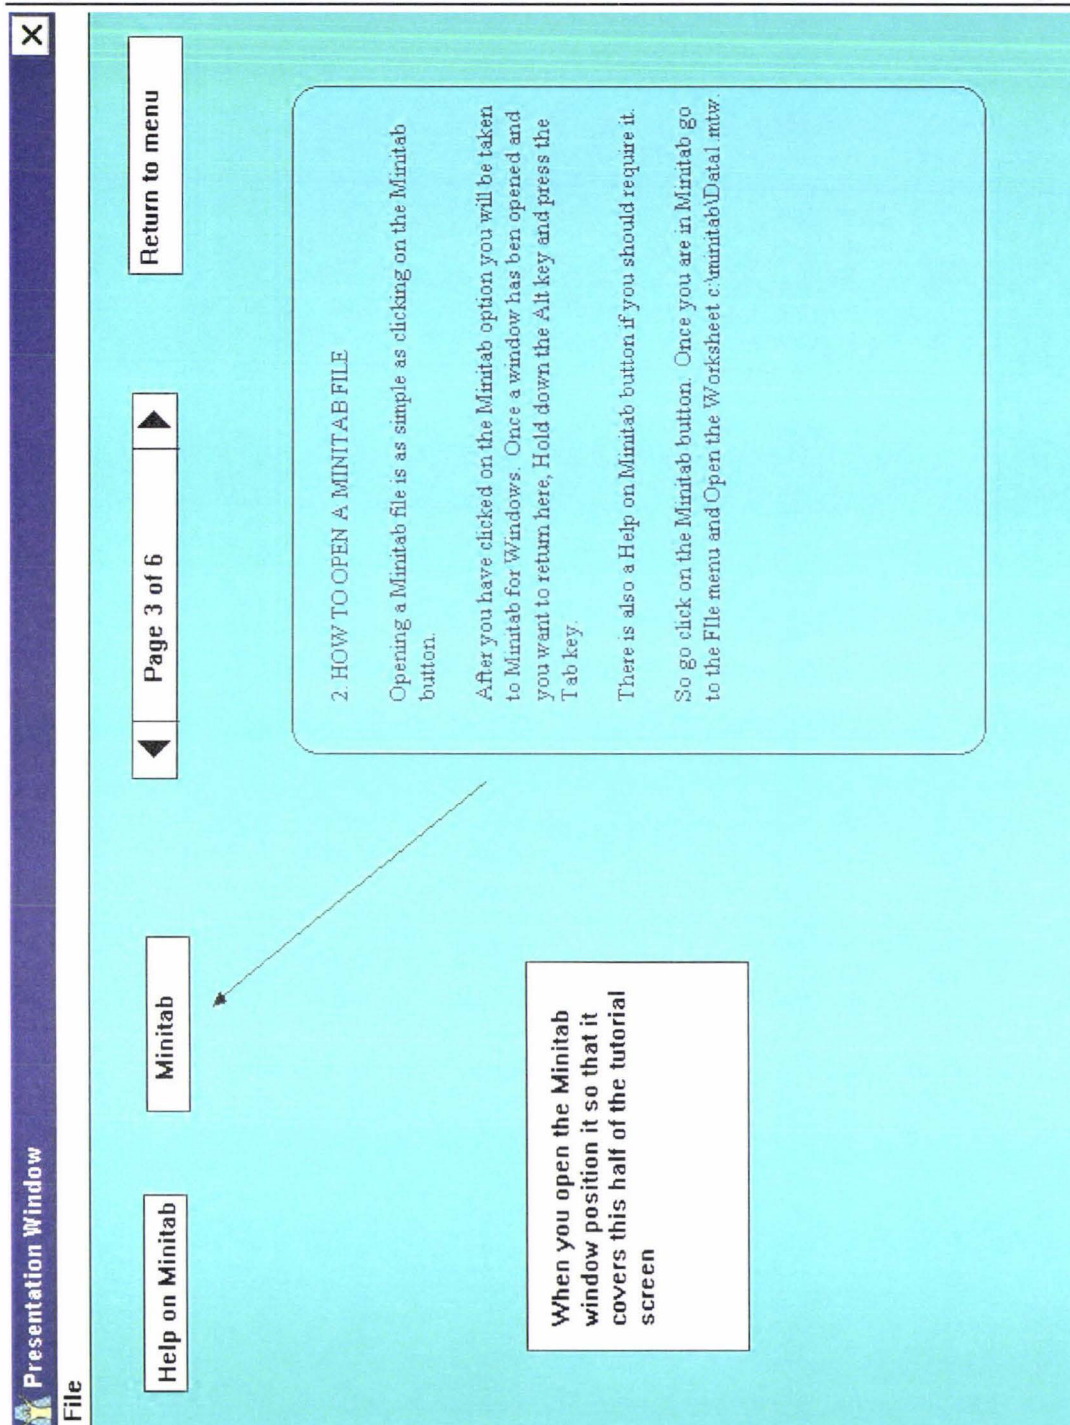 Presentation Window
File
Help on Minitab
Minitab
Page 3 of 6
Return to menu
2. HOW TO OPEN A MINITAB FILE
Opening a Minitab file is as simple as clicking on the Minitab
button.
After you have clicked on the Minitab option you will be taken
to Minitab for Windows. Once a window has ben opened and
you want to return here, Hold down the Alt key and press the
Tab key.
There is also a Help on Minitab button if you should require it.
So go click on the Minitab button. Once you are in Minitab go
to the FIle menu and Open the Worksheet c:\minitab\Data1.mtw.
When you open the Minitab
window position it so that it
covers this half of the tutorial
screen